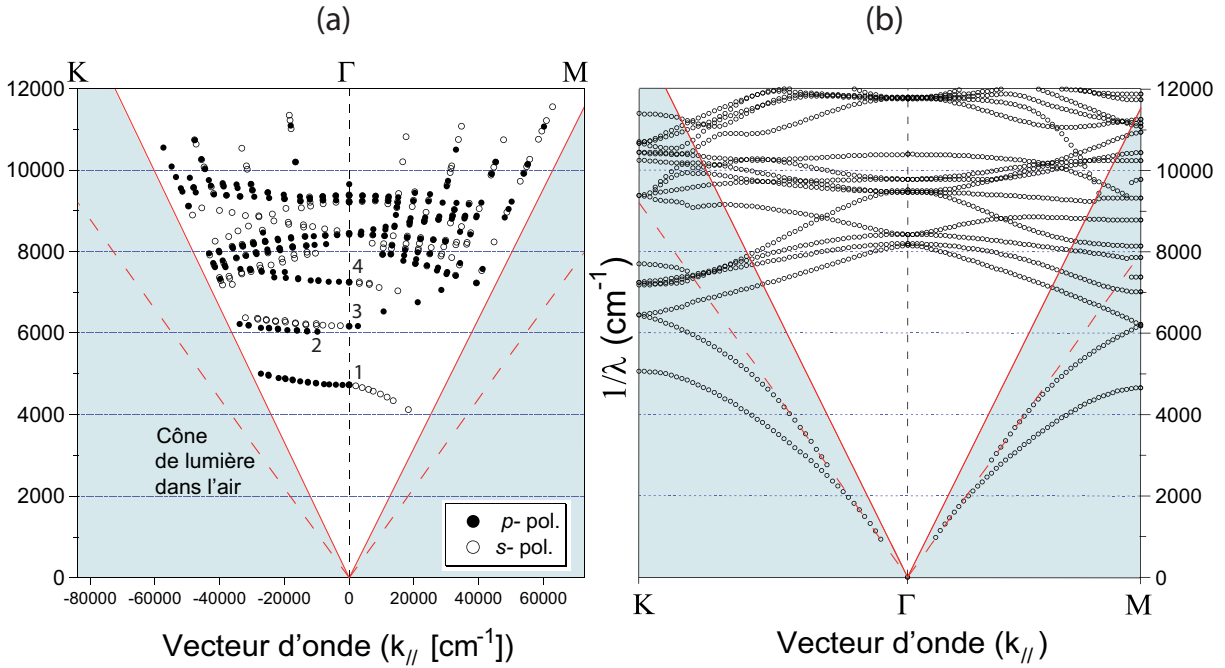 (a)
(b)
K
Γ
M
12000
10000
8000
6000
4000
2000
0
4
3
2
1
Cône
de lumière
dans l'air
p- pol.
s- pol.
-80000
-60000
-40000
-20000
0
20000
40000
60000
Vecteur d'onde (k// [cm-1])
1/λ (cm-1)
12000
10000
8000
6000
4000
2000
0
K
Γ
M
Vecteur d'onde (k//)